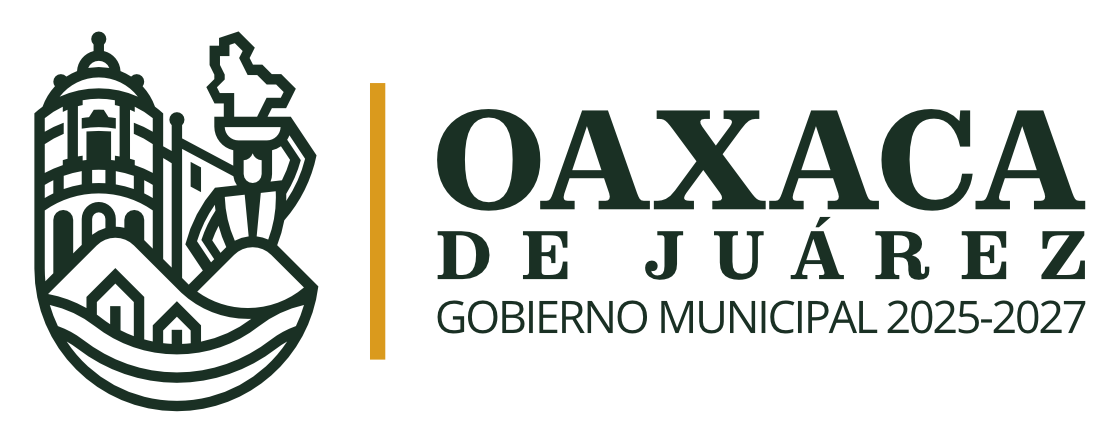 OAXACA
DE JUÁREZ
GOBIERNO MUNICIPAL 2025-2027